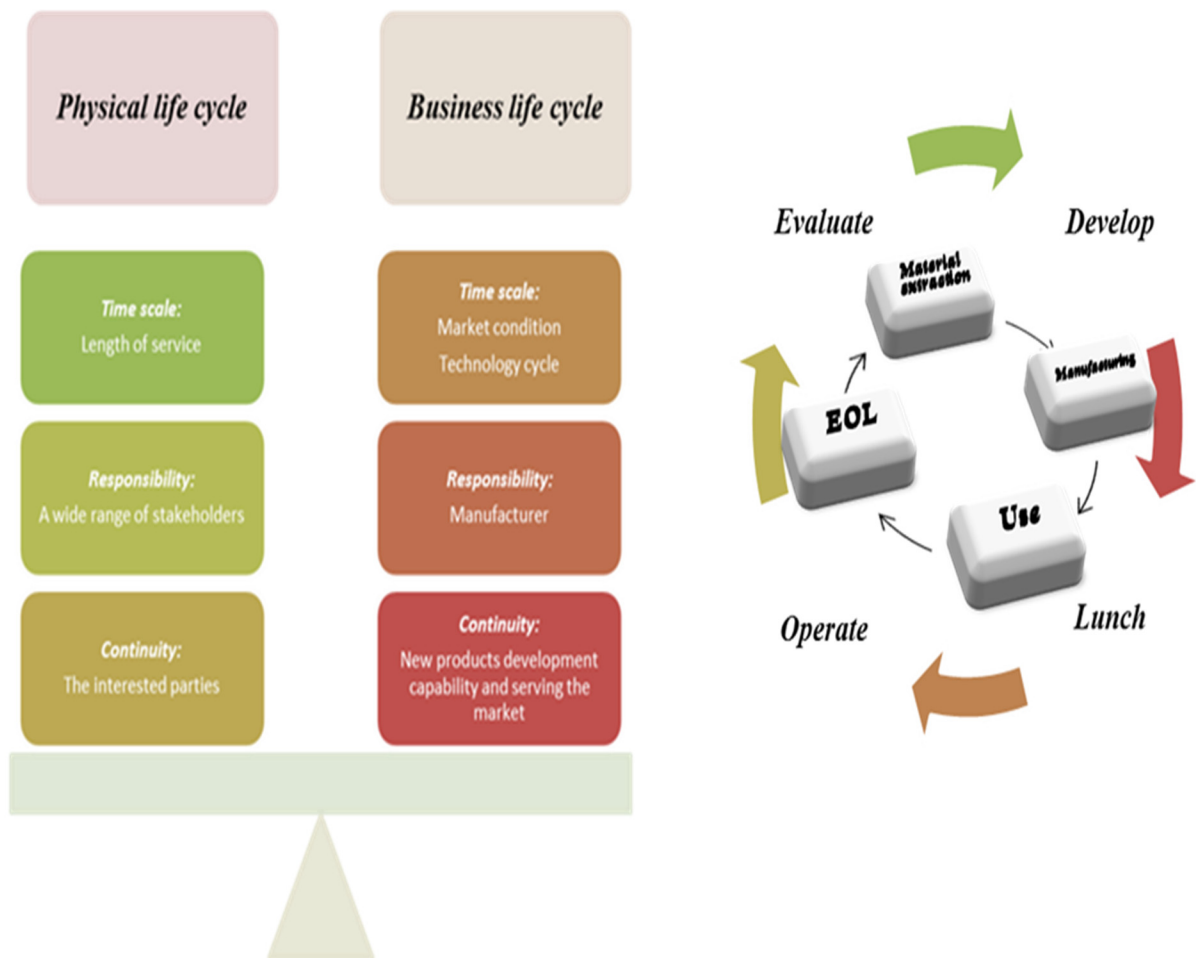 Physical life cycle
Time scale:
Length of service
Responsibility:
A wide range of stakeholders
Continuity:
The interested parties
Business life cycle
Time scale:
Market condition
Technology cycle
Responsibility:
Manufacturer
Continuity:
New products development
capability and serving the
market
Evaluate
Develop
Material
extraction
Manufacturing
EOL
Use
Operate
Lunch